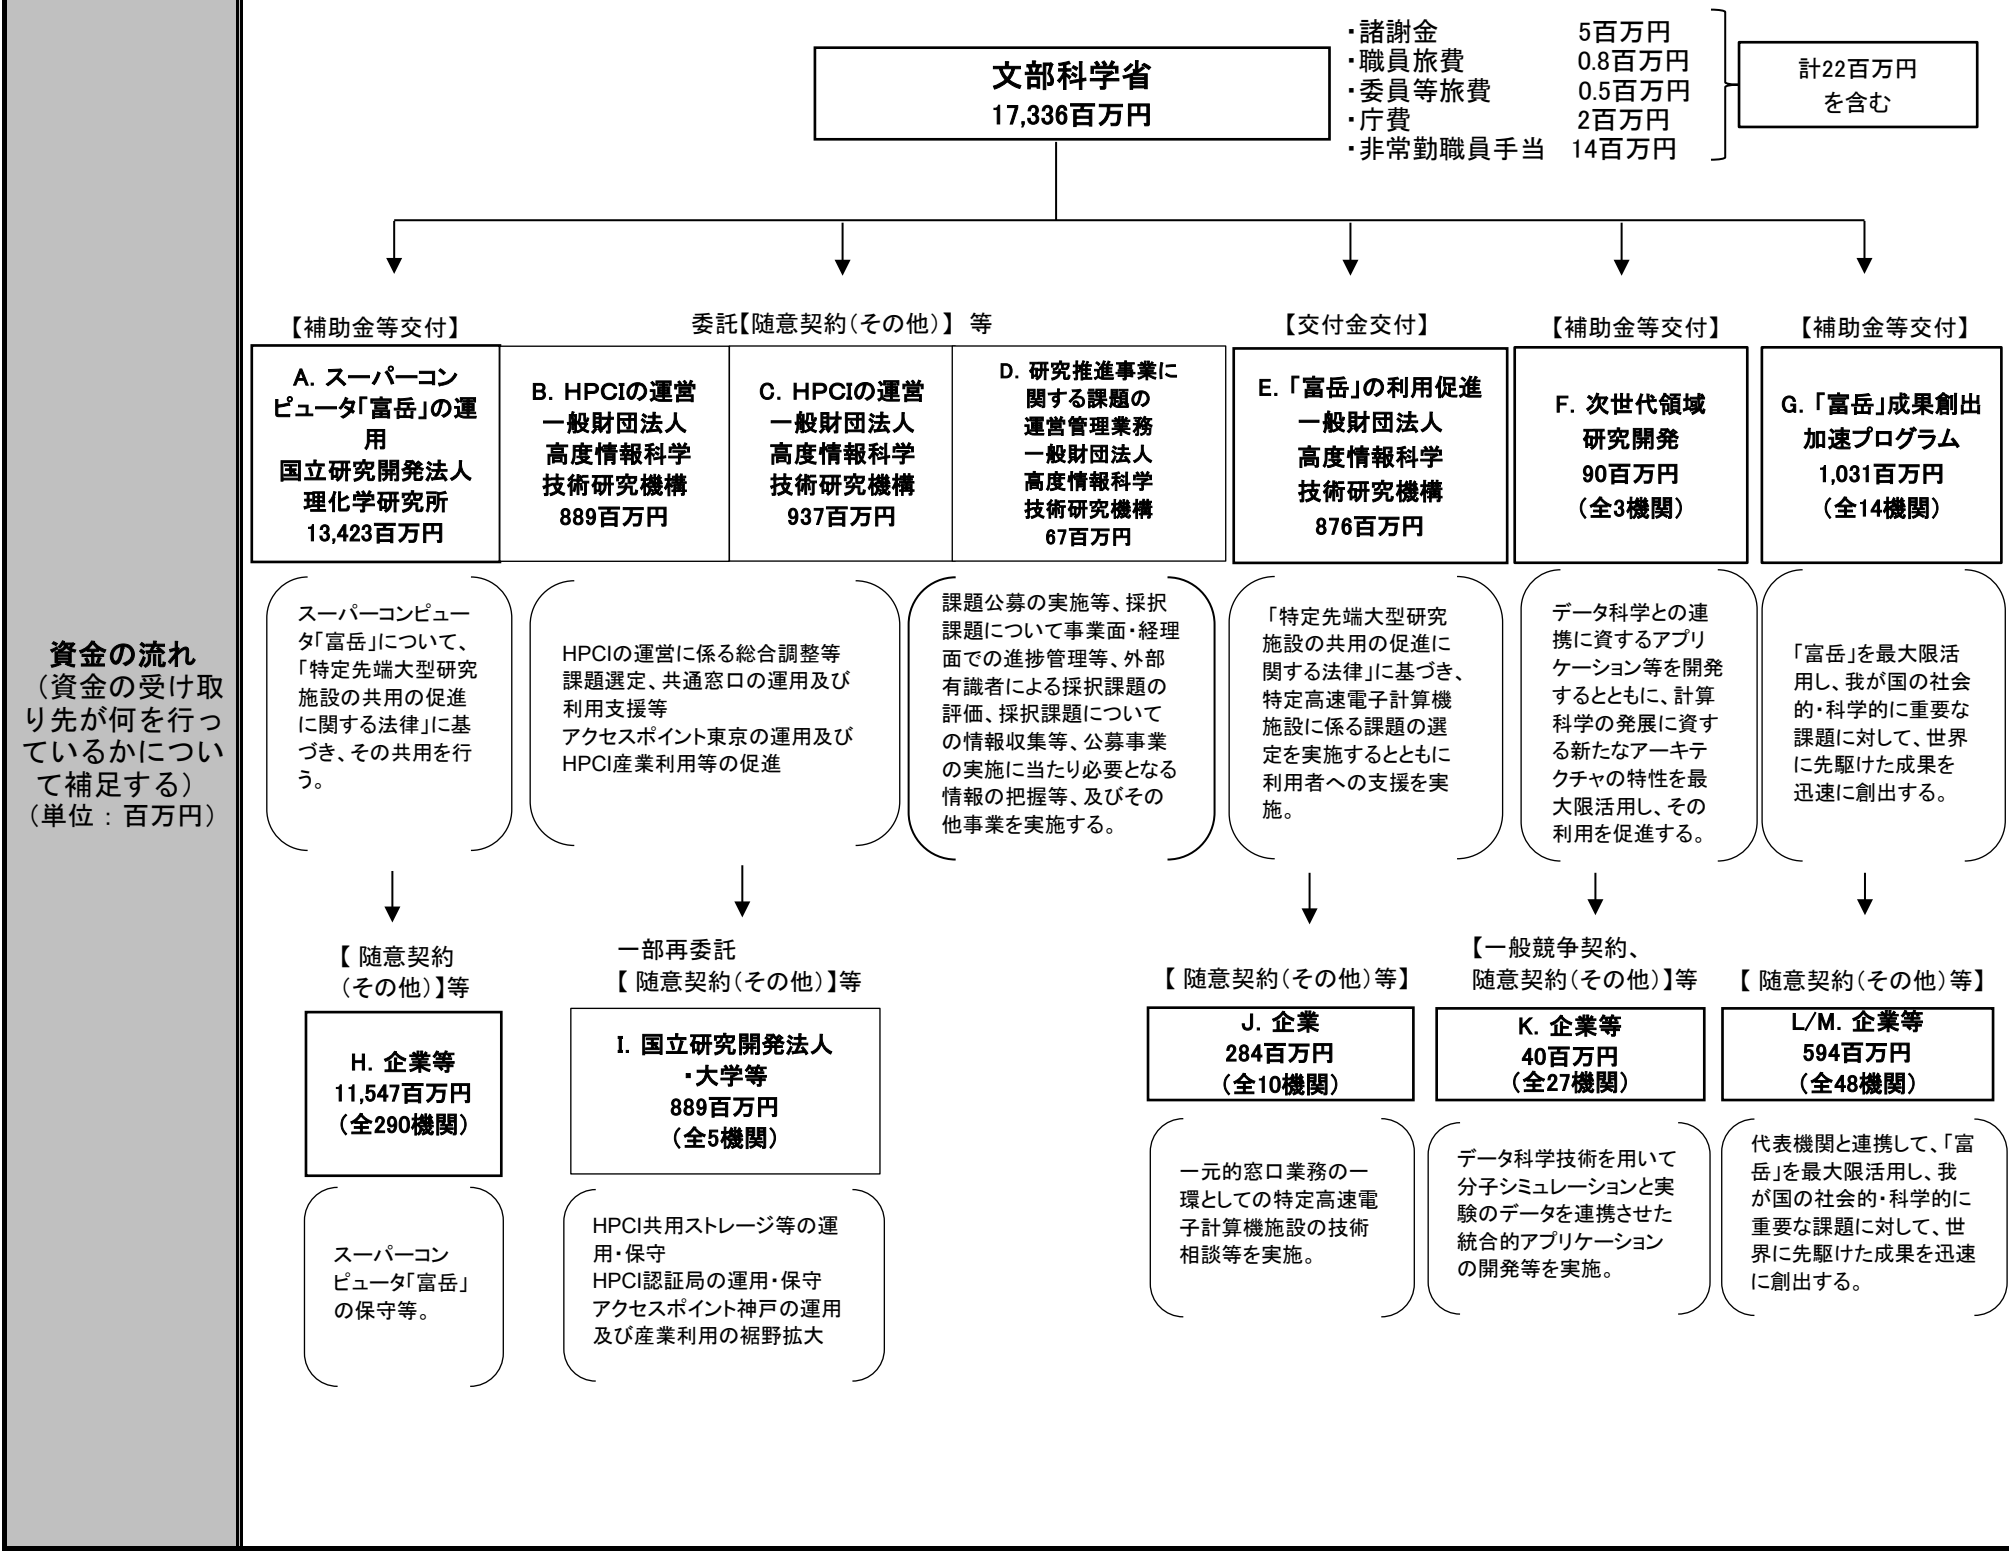 資金の流れ
（資金の受け取
り先が何を行っ
ているかについ
て補足する）
（単位：百万円）
文部科学省
17,336百万円
・諸謝金 5百万円
・職員旅費 0.8百万円
・委員等旅費 0.5百万円
・庁費 2百万円
・非常勤職員手当 14百万円
計22百万円
を含む
【補助金等交付】
A．スーパーコン
ピュータ「富岳」の運
用
国立研究開発法人
理化学研究所
13,423百万円
委託【随意契約（その他）】 等
B．HPCIの運営
一般財団法人
高度情報科学
技術研究機構
889百万円
C．HPCIの運営
一般財団法人
高度情報科学
技術研究機構
937百万円
D．研究推進事業に
関する課題の
運営管理業務
一般財団法人
高度情報科学
技術研究機構
67百万円
【交付金交付】
E．「富岳」の利用促進
一般財団法人
高度情報科学
技術研究機構
876百万円
【補助金等交付】
F．次世代領域
研究開発
90百万円
（全3機関）
【補助金等交付】
G．「富岳」成果創出
加速プログラム
1,031百万円
（全14機関）
スーパーコンピュー
タ「富岳」について、
「特定先端大型研究
施設の共用の促進
に関する法律」に基
づき、その共用を行
う。
HPCIの運営に係る総合調整等
課題選定、共通窓口の運用及び
利用支援等
アクセスポイント東京の運用及び
HPCI産業利用等の促進
課題公募の実施等、採択
課題について事業面・経理
面での進捗管理等、外部
有識者による採択課題の
評価、採択課題について
の情報収集等、公募事業
の実施に当たり必要となる
情報の把握等、及びその
他事業を実施する。
「特定先端大型研究
施設の共用の促進に
関する法律」に基づき、
特定高速電子計算機
施設に係る課題の選
定を実施するとともに
利用者への支援を実
施。
データ科学との連
携に資するアプリ
ケーション等を開発
するとともに、計算
科学の発展に資す
る新たなアーキテ
クチャの特性を最
大限活用し、その
利用を促進する。
「富岳」を最大限活
用し、我が国の社会
的・科学的に重要な
課題に対して、世界
に先駆けた成果を
迅速に創出する。
【 随意契約
（その他）】等
H．企業等
11,547百万円
（全290機関）
スーパーコン
ピュータ「富岳」
の保守等。
一部再委託
【 随意契約（その他）】等
I．国立研究開発法人
・大学等
889百万円
（全5機関）
HPCI共用ストレージ等の運
用・保守
HPCI認証局の運用・保守
アクセスポイント神戸の運用
及び産業利用の裾野拡大
【 随意契約（その他）等】
J．企業
284百万円
（全10機関）
一元的窓口業務の一
環としての特定高速電
子計算機施設の技術
相談等を実施。
【一般競争契約、
随意契約（その他）】等
K．企業等
40百万円
（全27機関）
データ科学技術を用いて
分子シミュレーションと実
験のデータを連携させた
統合的アプリケーション
の開発等を実施。
【 随意契約（その他）等】
L/M．企業等
594百万円
（全48機関）
代表機関と連携して、「富
岳」を最大限活用し、我
が国の社会的・科学的に
重要な課題に対して、世
界に先駆けた成果を迅速
に創出する。